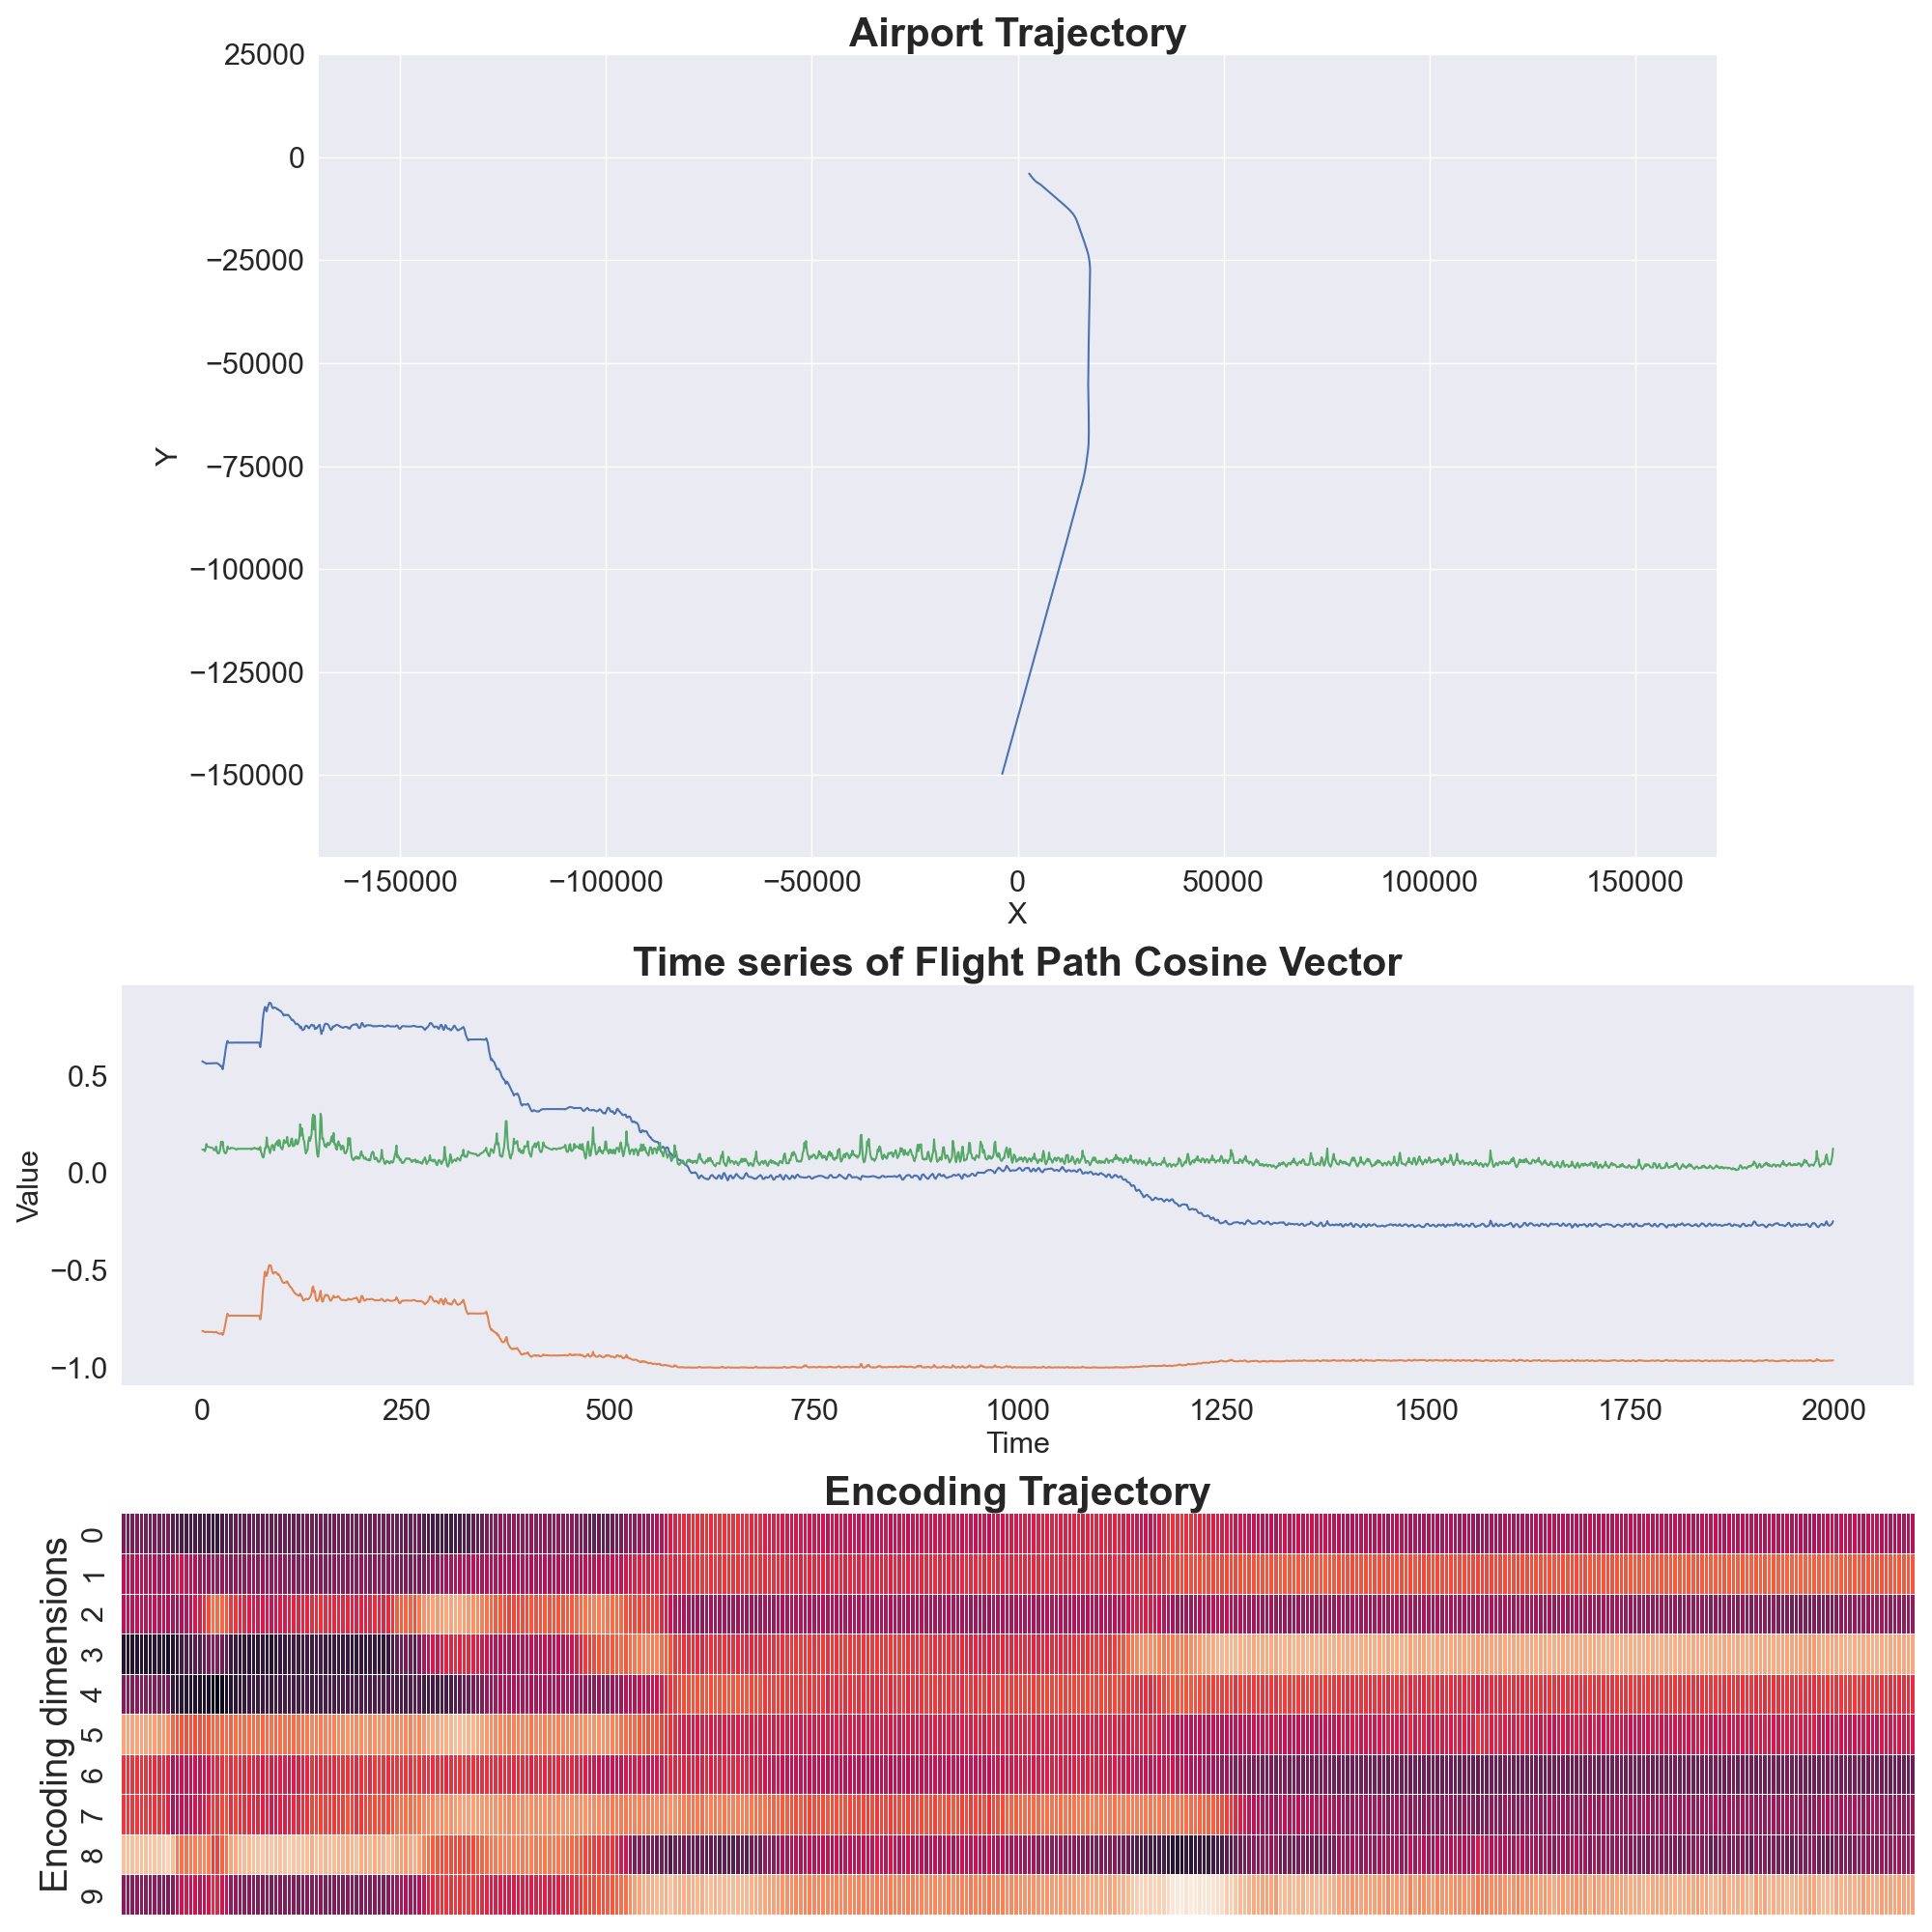 Airport Trajectory
25000
0
−25000
−50000
−75000
−100000
−125000
−150000
Y
−150000 −100000 −50000 0 50000 100000 150000
X
Time series of Flight Path Cosine Vector
0.5
0.0
−0.5
−1.0
Value
0 250 500 750 1000 1250 1500 1750 2000
Time
Encoding Trajectory
Encoding dimensions
0
1
2
3
4
5
6
7
8
9